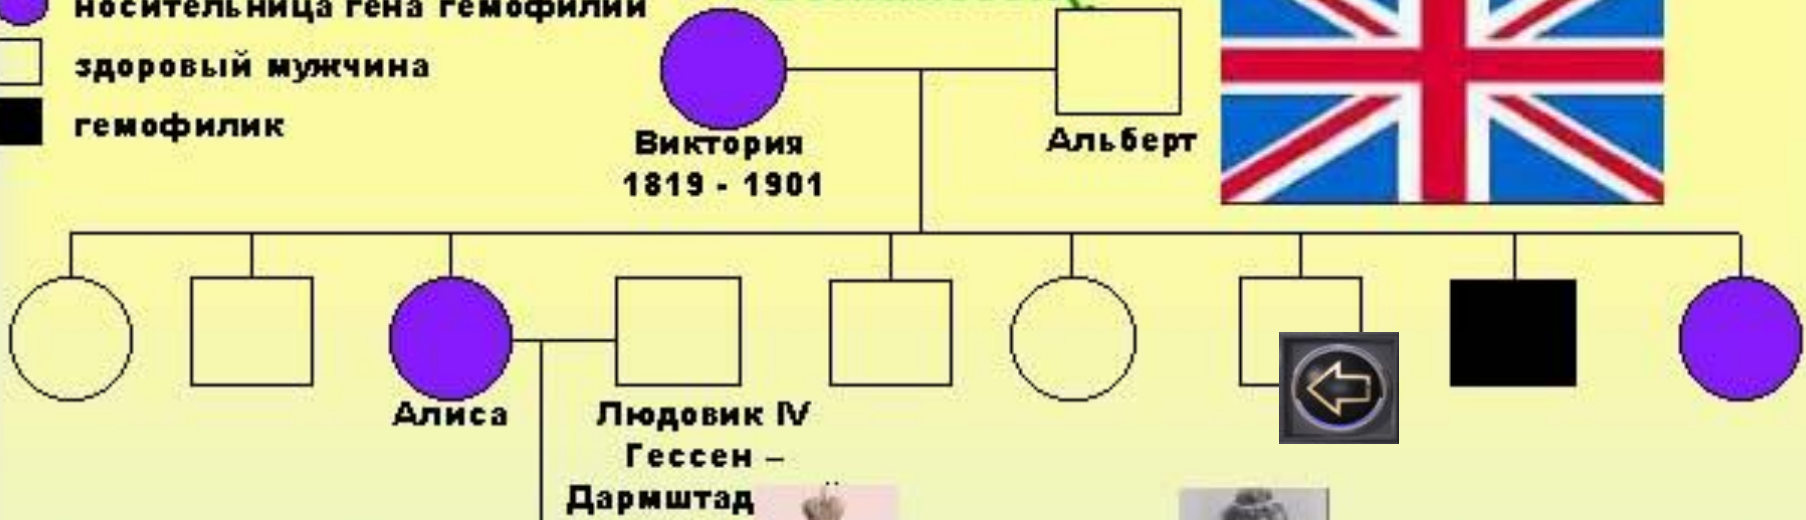 носительница гена гемофилии
здоровый мужчина
гемофилик
Виктория
1819 - 1901
Альберт
Алиса
Людовик IV
Гессен –
Дармштад